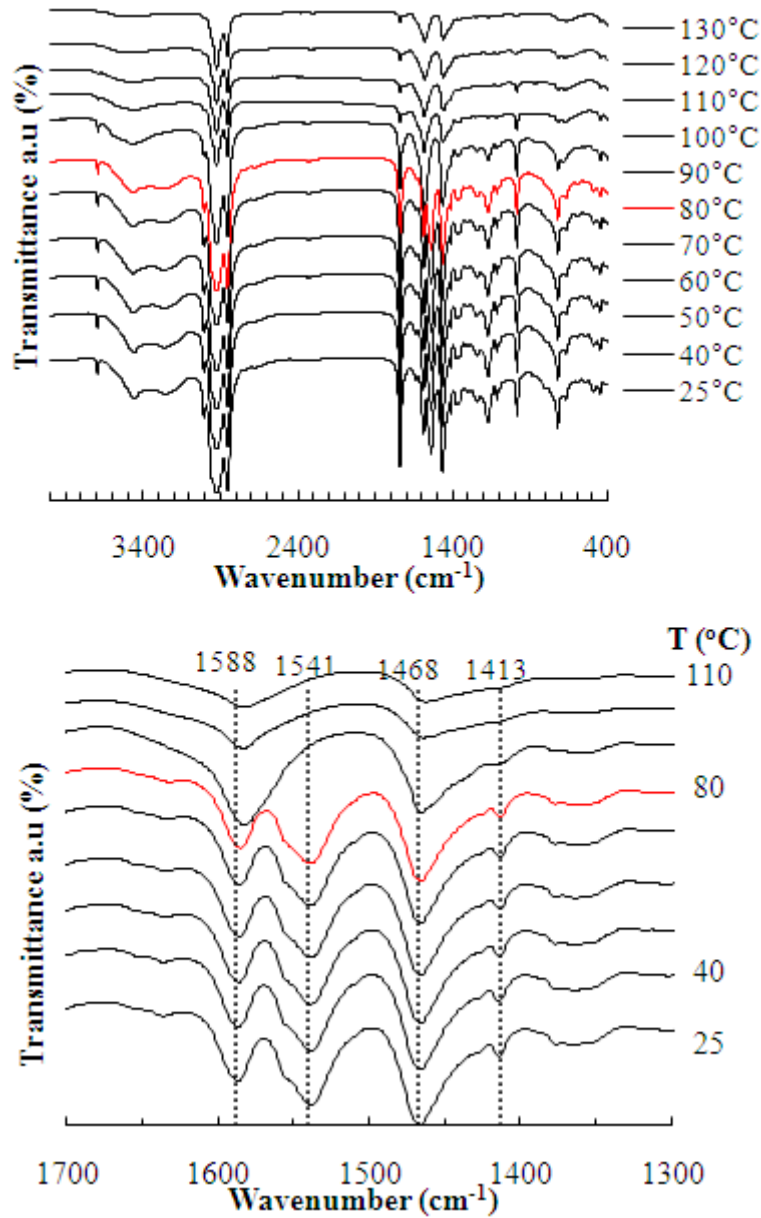 Transmittance a.u (%)
130°C
120°C
110°C
100°C
90°C
80°C
70°C
60°C
50°C
40°C
25°C
3400 2400 1400 400
Wavenumber (cm-1)
T (°C)
1588 1541 1468 1413 110
80
40
25
Transmittance a.u (%)
1700 1600 1500 1400 1300
Wavenumber (cm-1)